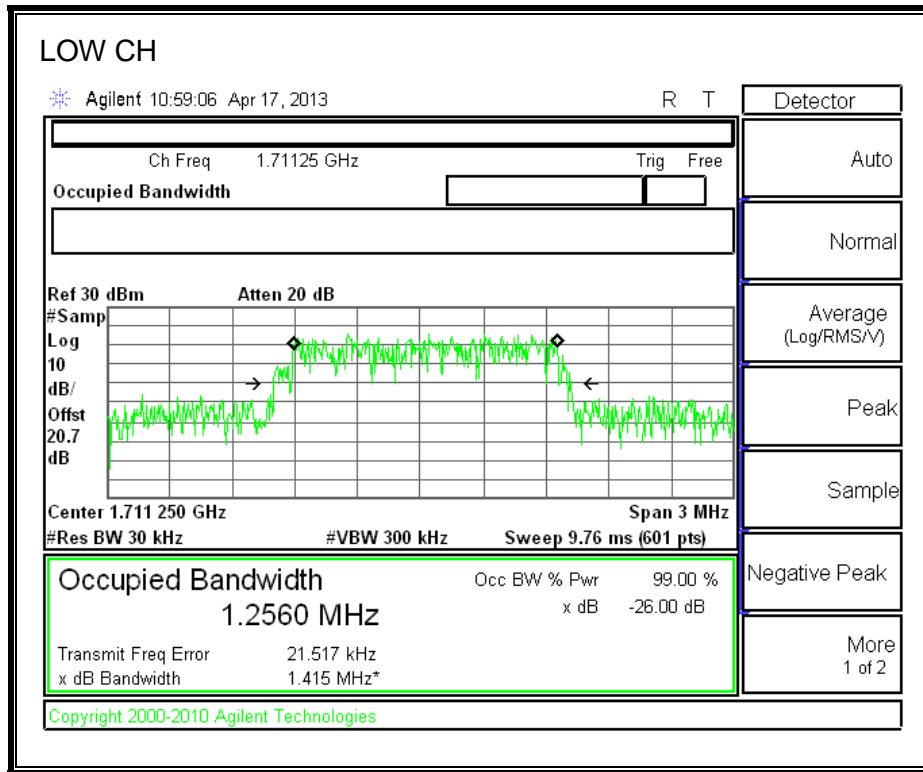 LOW CH
Agilent 10:59:06 Apr 17, 2013 R T
Detector
Ch Freq 1.71125 GHz Trig Free
Occupied Bandwidth
Auto
Normal
Average
(Log/RMS/V)
Peak
Sample
Negative Peak
More
1 of 2
Ref 30 dBm Atten 20 dB
#Samp
Log
10
dB/
Offst
20.7
dB
Center 1.711 250 GHz Span 3 MHz
#Res BW 30 kHz #VBW 300 kHz Sweep 9.76 ms (601 pts)
Occupied Bandwidth Occ BW % Pwr 99.00 %
1.2560 MHz x dB -26.00 dB
Transmit Freq Error 21.517 kHz
x dB Bandwidth 1.415 MHz*
Copyright 2000-2010 Agilent Technologies